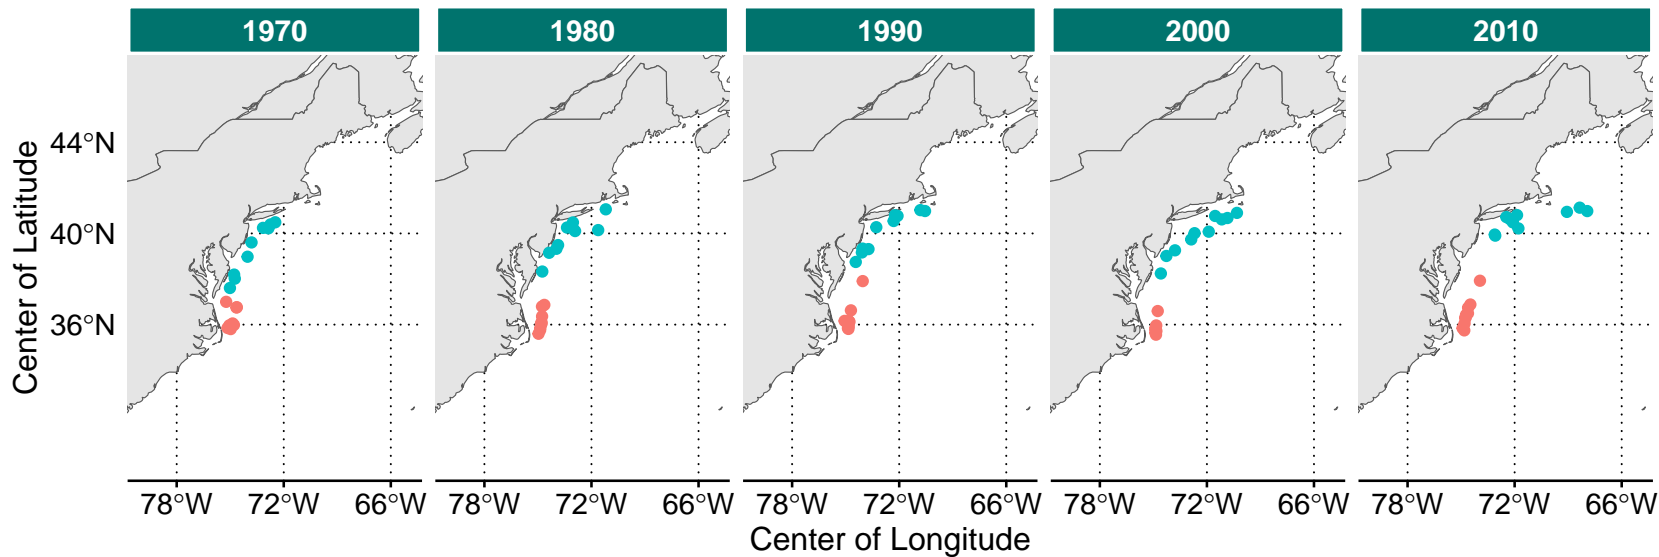 1970 1980 1990 2000 2010
44°N
40°N
36°N
Center of Latitude
78°W 72°W 66°W 78°W 72°W 66°W 78°W 72°W 66°W 78°W 72°W 66°W 78°W 72°W 66°W
Center of Longitude